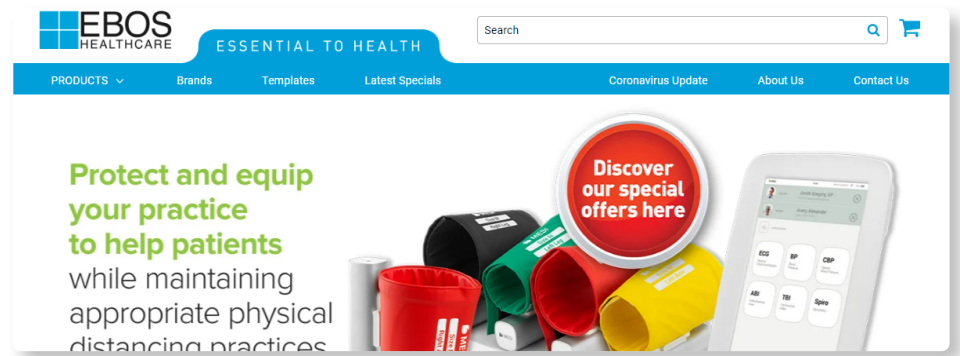 EBOS
HEALTHCARE
ESSENTIAL TO HEALTH
Search
PRODUCTS
Brands
Templates
Latest Specials
Coronavirus Update
About Us
Contact Us
Protect and equip
your practice
to help patients
while maintaining
appropriate physical
distancing practices
Discover
our special
offers here
ECG
BP
CBP
ABI
TBI
Spiro